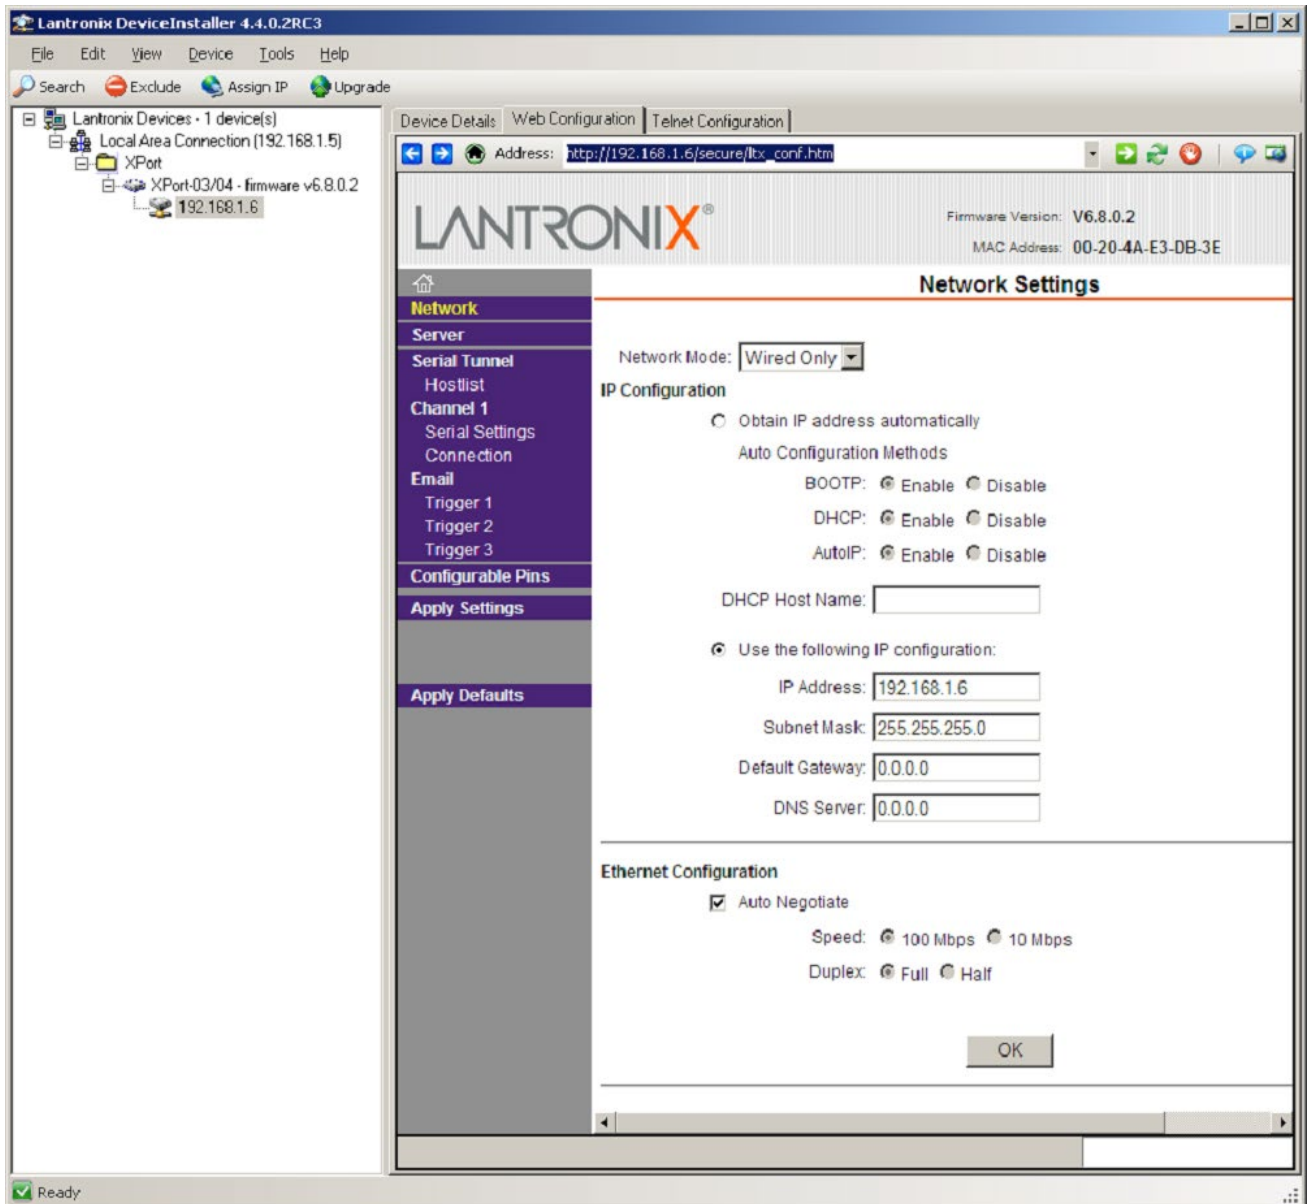 Lantronix DeviceInstaller 4.4.0.2RC3
File Edit View Device Tools Help
Search Exclude Assign IP Upgrade
Lantronix Devices - 1 device(s)
Local Area Connection (192.168.1.5)
XPort
XPort-03/04 - firmware v6.8.0.2
192.168.1.6
Device Details Web Configuration Telnet Configuration
Address: http://192.168.1.6/secure/ltx_conf.htm
LANTRONIX®
Firmware Version: V6.8.0.2
MAC Address: 00-20-4A-E3-DB-3E
Network
Server
Serial Tunnel
Hostlist
Channel 1
Serial Settings
Connection
Email
Trigger 1
Trigger 2
Trigger 3
Configurable Pins
Apply Settings
Apply Defaults
Network Settings
Network Mode: Wired Only
IP Configuration
Obtain IP address automatically
Auto Configuration Methods
BOOTP: Enable Disable
DHCP: Enable Disable
AutoIP: Enable Disable
DHCP Host Name:
Use the following IP configuration:
IP Address: 192.168.1.6
Subnet Mask: 255.255.255.0
Default Gateway: 0.0.0.0
DNS Server: 0.0.0.0
Ethernet Configuration
Auto Negotiate
Speed: 100 Mbps 10 Mbps
Duplex: Full Half
OK
Ready